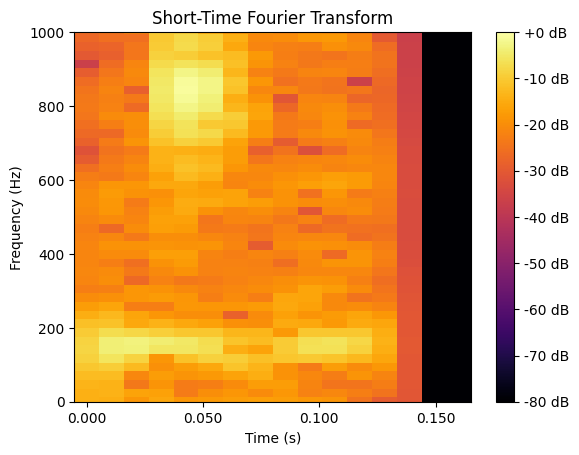 Short-Time Fourier Transform
1000
800
600
400
200
0
Frequency (Hz)
0.000
0.050
0.100
0.150
Time (s)
+0 dB
-10 dB
-20 dB
-30 dB
-40 dB
-50 dB
-60 dB
-70 dB
-80 dB